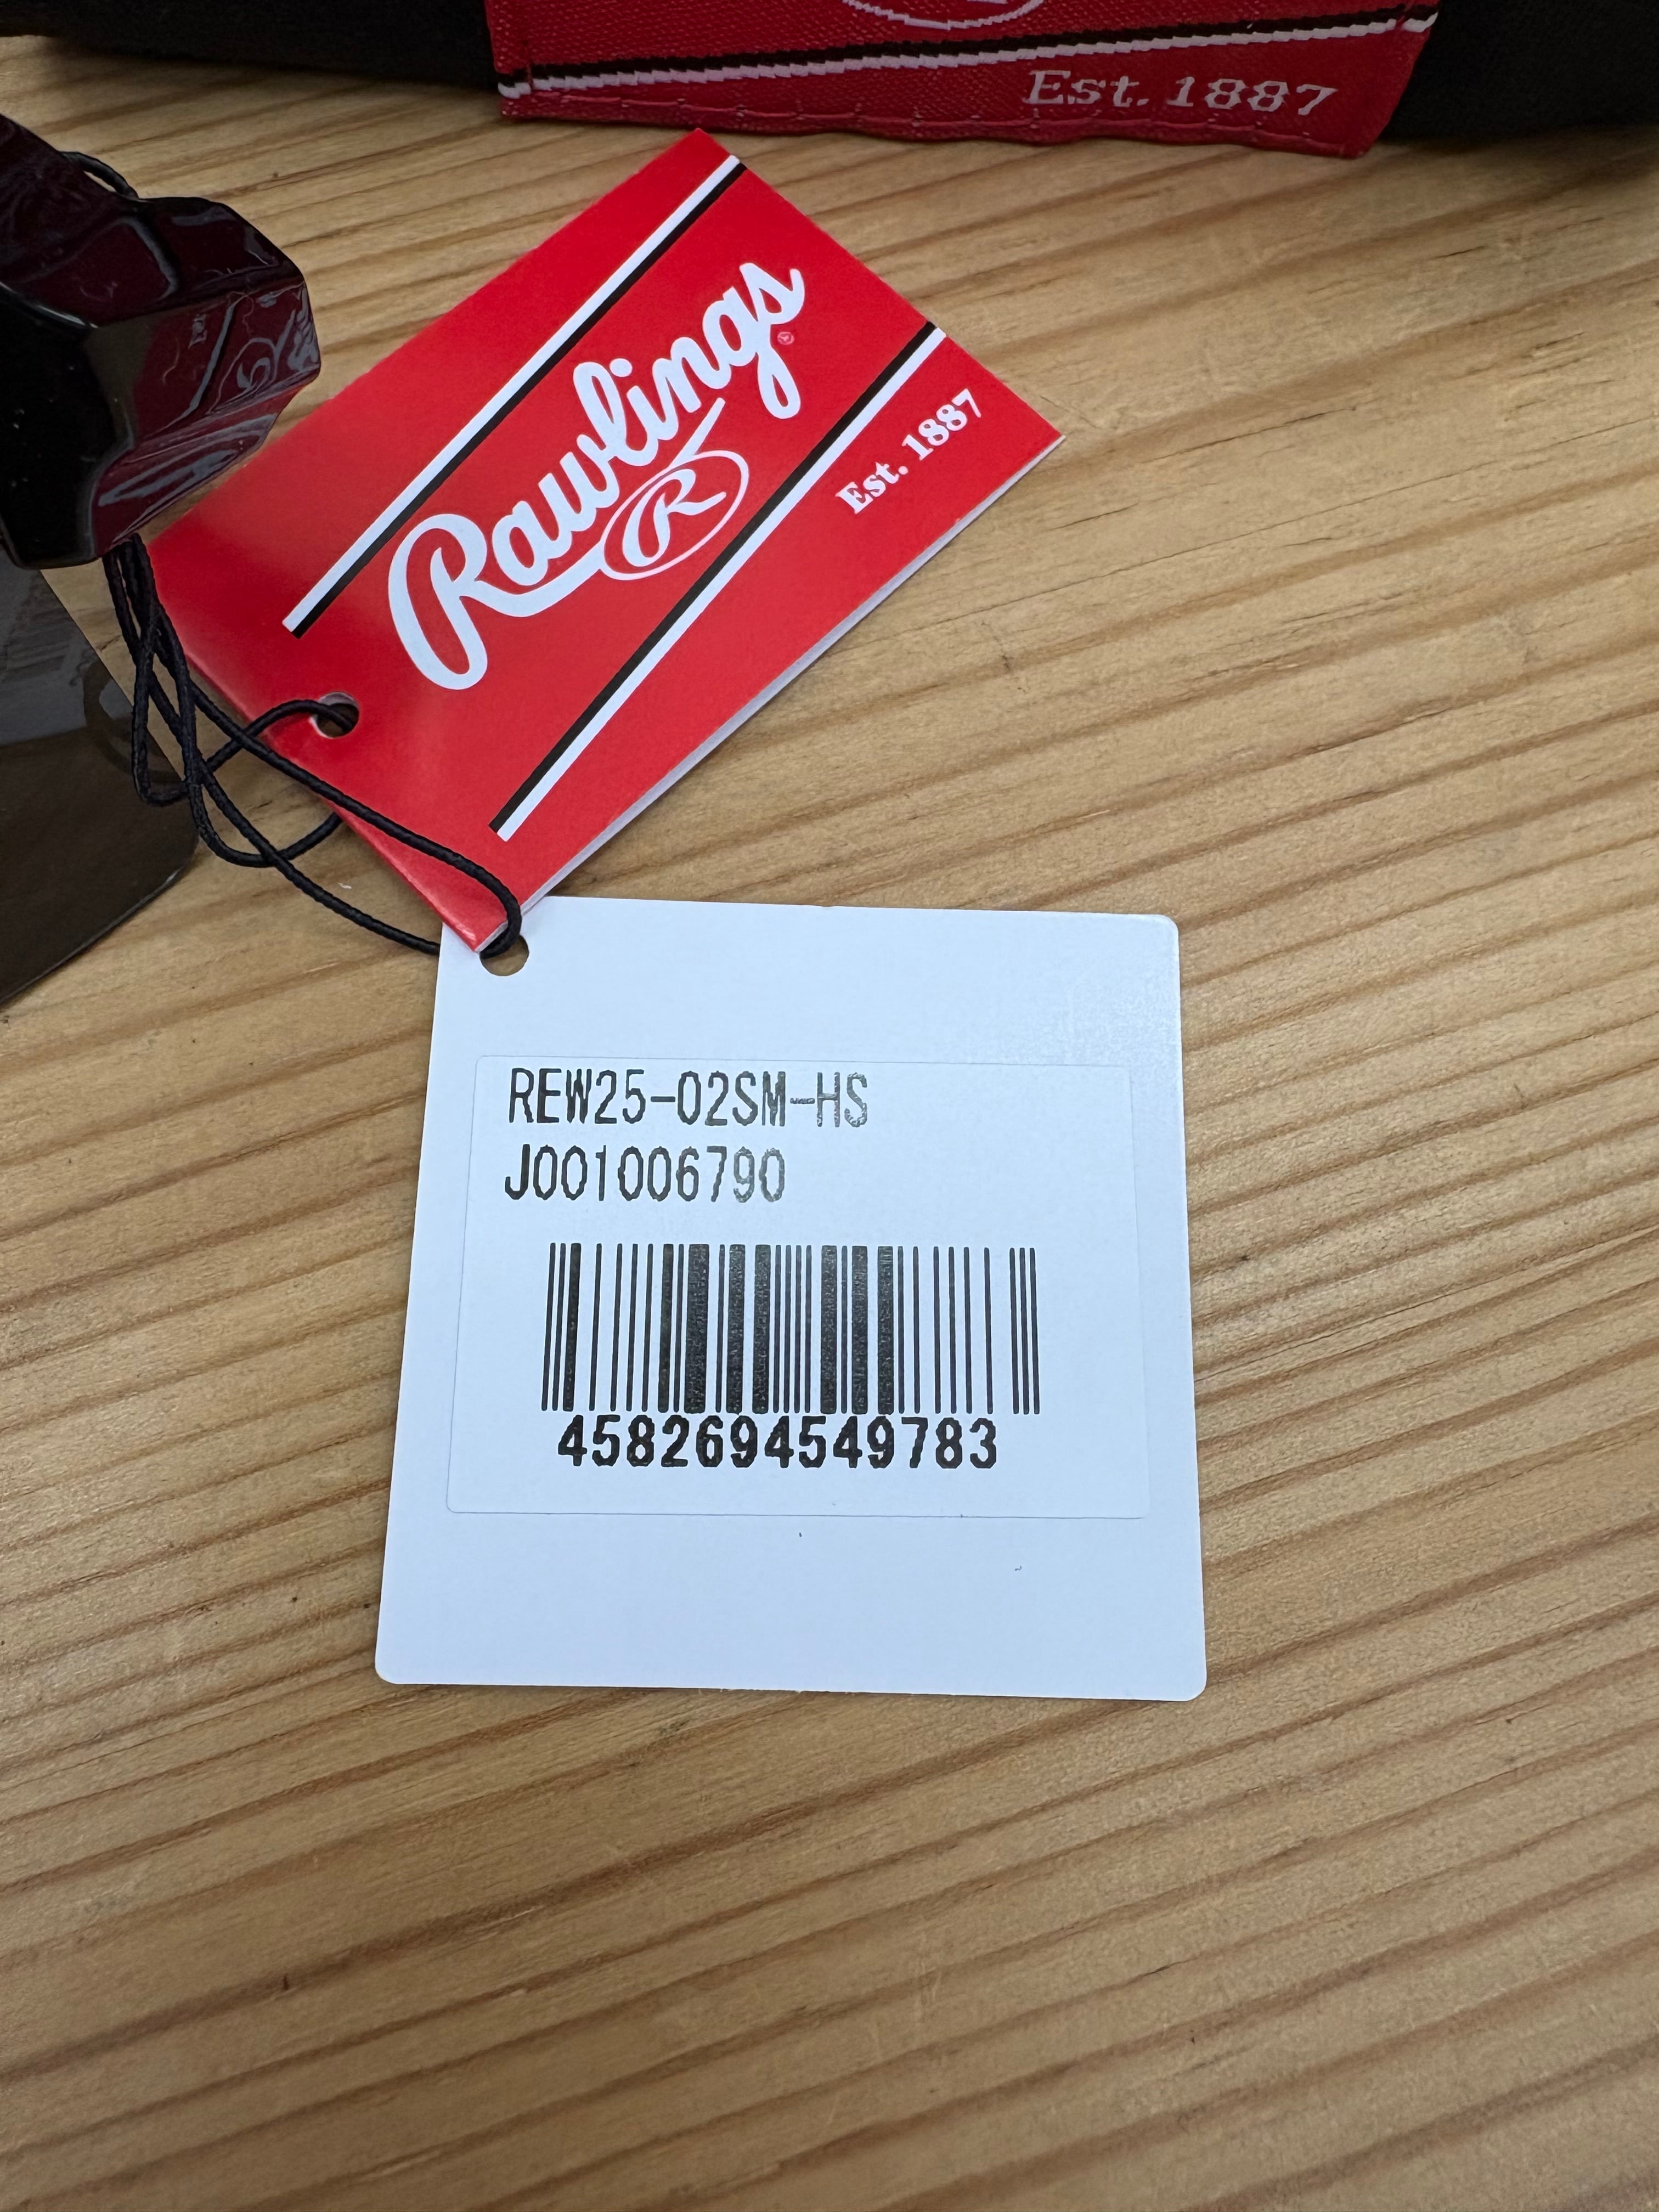 Est. 1887
Rawlings
R
Est. 1887
REW25-02SM-HS
J001006790
4582694549783